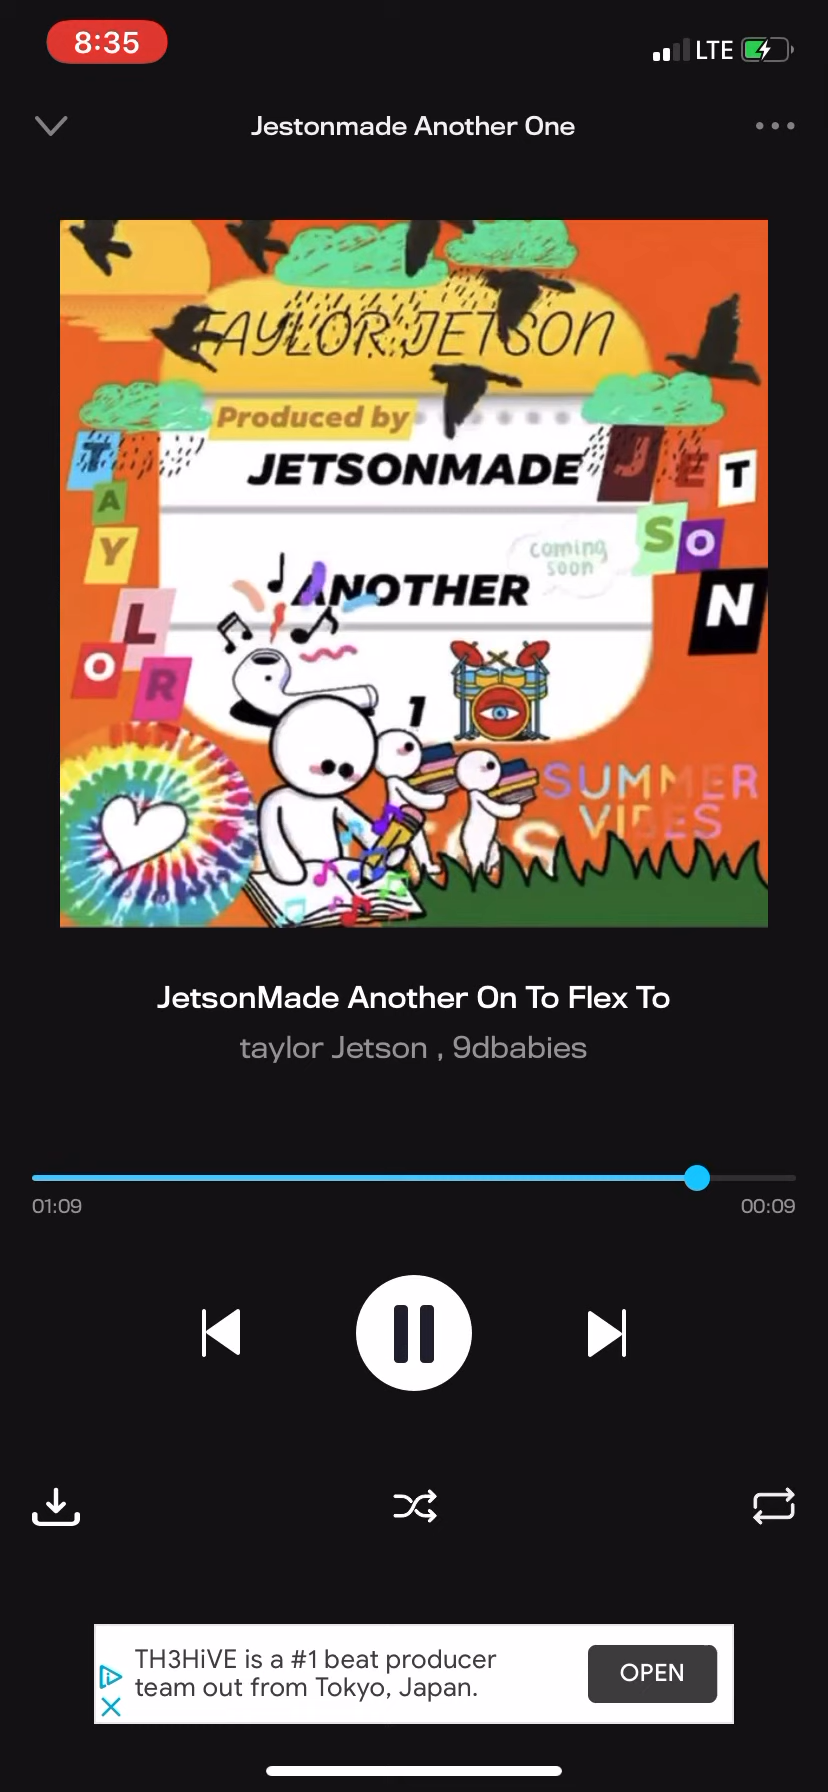 8:35
LTE
Jestonmade Another One
TAYLOR JETSON
Produced by
JETSONMADE
TAYLOR
JETSON
coming
soon
ANOTHER
1
SUMMER
VIBES
JetsonMade Another On To Flex To
taylor Jetson , 9dbabies
01:09
00:09
TH3HiVE is a #1 beat producer
team out from Tokyo, Japan.
OPEN